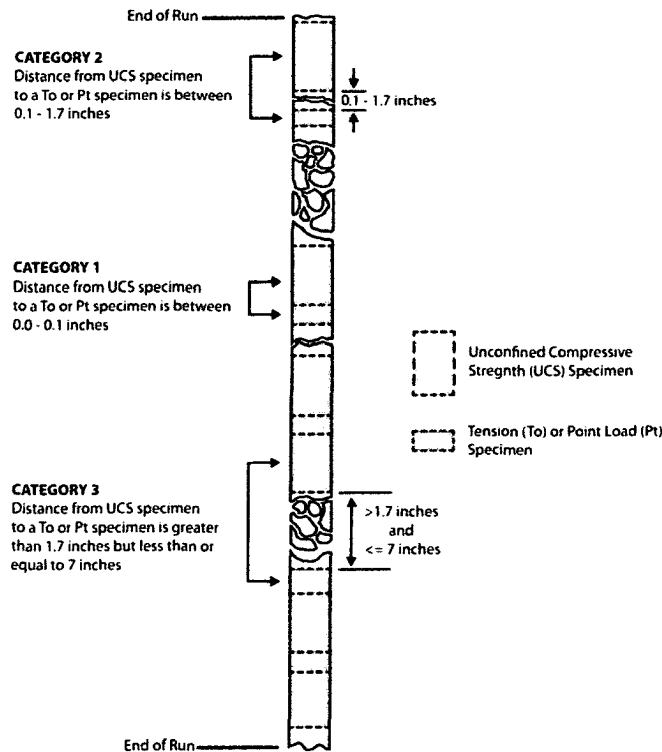 End of Run
CATEGORY 2
Distance from UCS specimen
to a To or Pt specimen is between
0.1 - 1.7 inches
0.1 - 1.7 inches
CATEGORY 1
Distance from UCS specimen
to a To or Pt specimen is between
0.0 - 0.1 inches
Unconfined Compressive
Stregnth (UCS) Specimen
Tension (To) or Point Load (Pt)
Specimen
CATEGORY 3
Distance from UCS specimen
to a To or Pt specimen is greater
than 1.7 inches but less than or
equal to 7 inches
>1.7 inches
and
<= 7 inches
End of Run